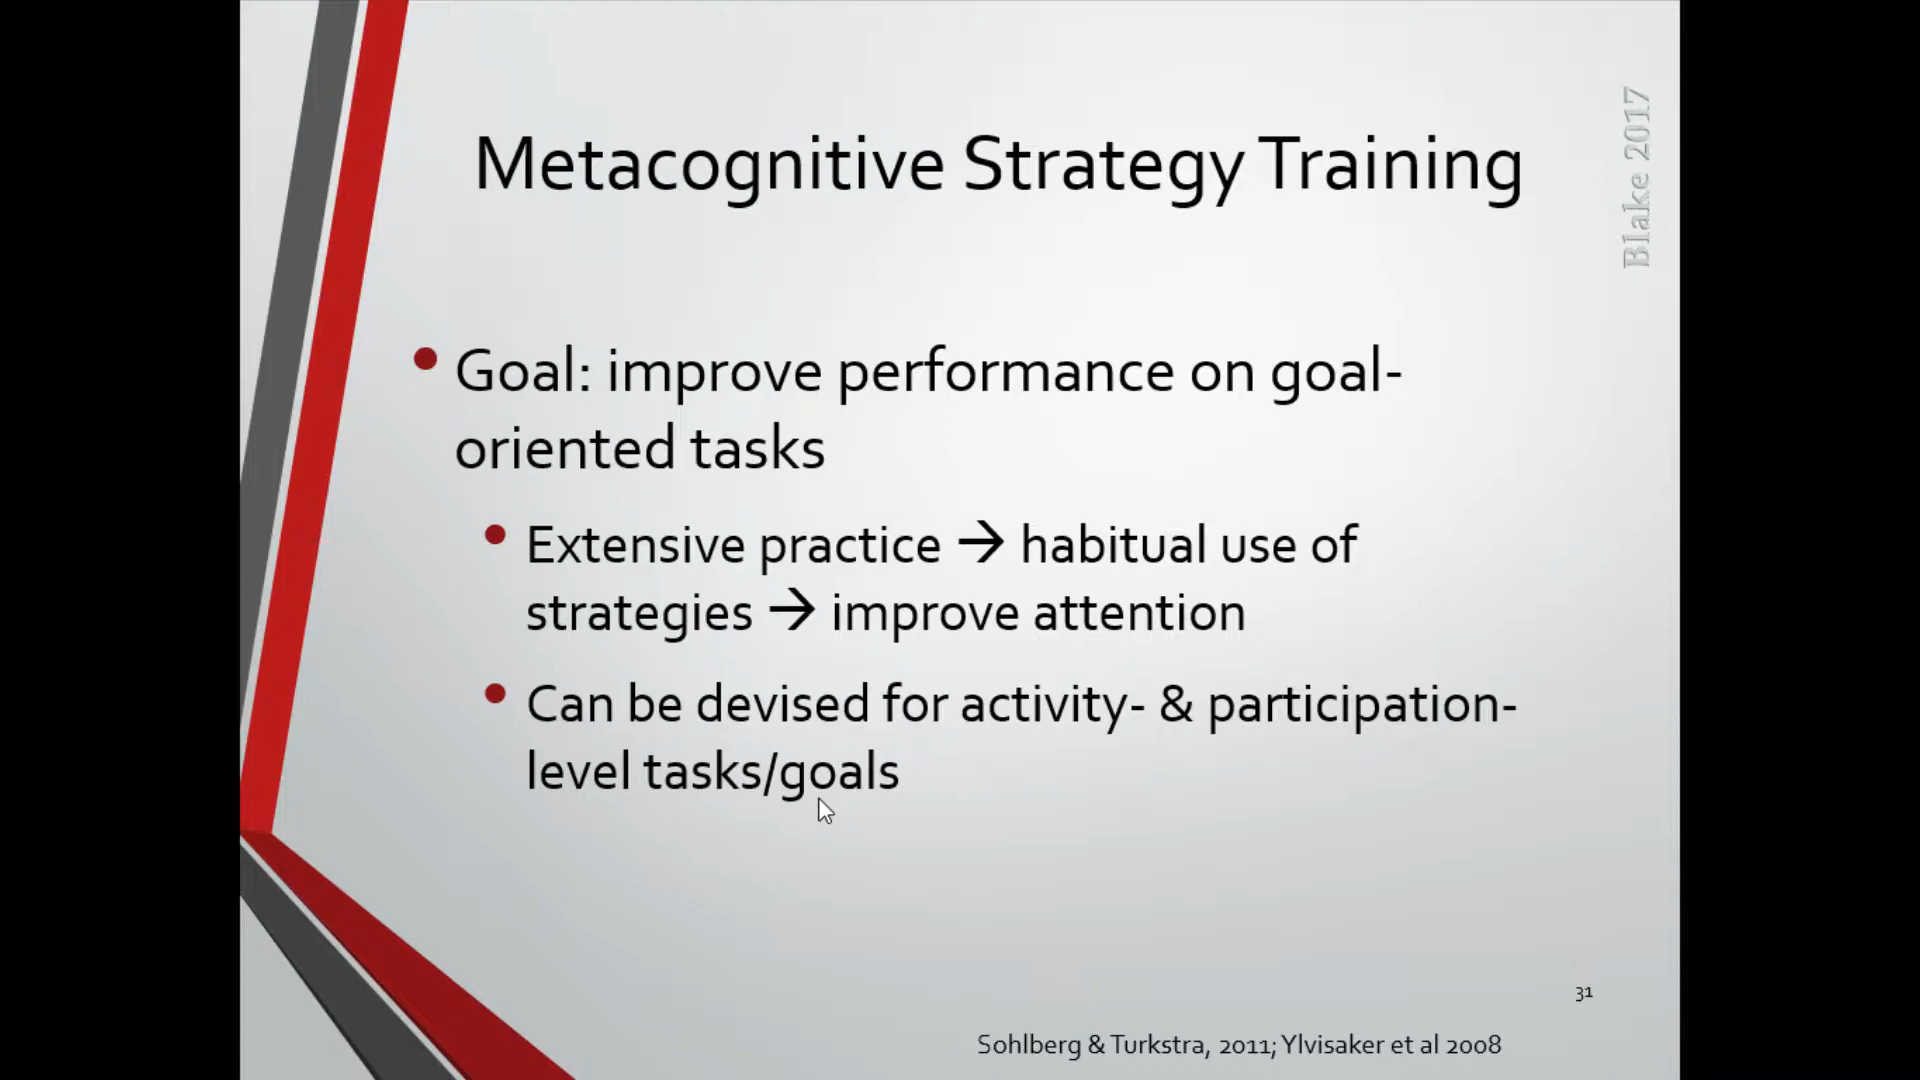 Metacognitive Strategy Training
Blake 2017
• Goal: improve performance on goal-
oriented tasks
• Extensive practice → habitual use of
strategies → improve attention
• Can be devised for activity- & participation-
level tasks/goals
31
Sohlberg & Turkstra, 2011; Ylvisaker et al 2008